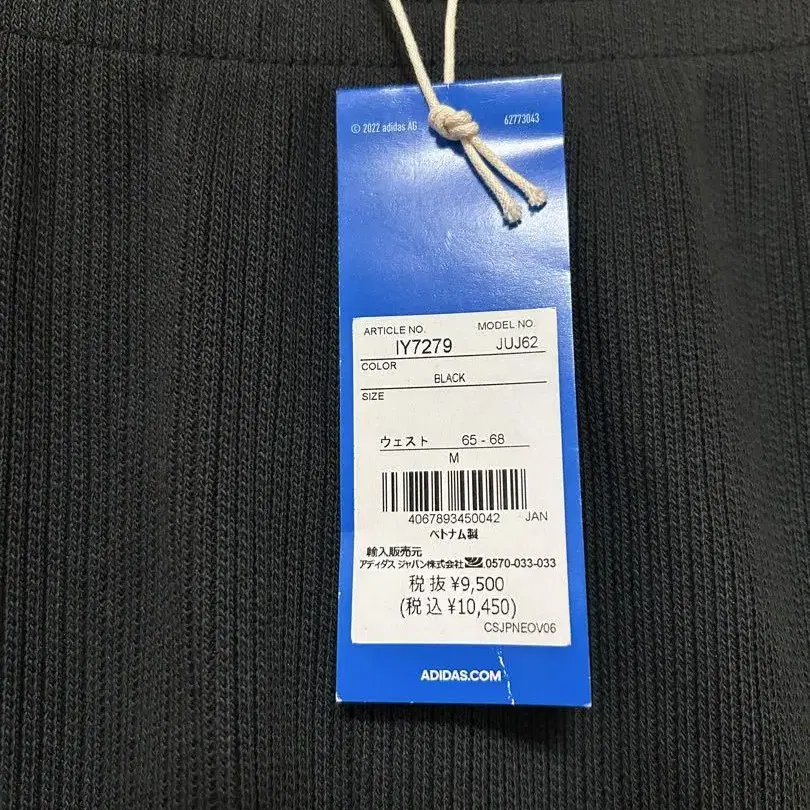 © 2022 adidas AG 62773043
ARTICLE NO. MODEL NO.
IY7279 JUJ62
COLOR
BLACK
SIZE
ウェスト 65 - 68
M
4067893450042 JAN
ベトナム製
輸入販売元
アディダス ジャパン株式会社 0570-033-033
税抜 ¥9,500
(税込 ¥10,450)
CSJPNEOV06
ADIDAS.COM